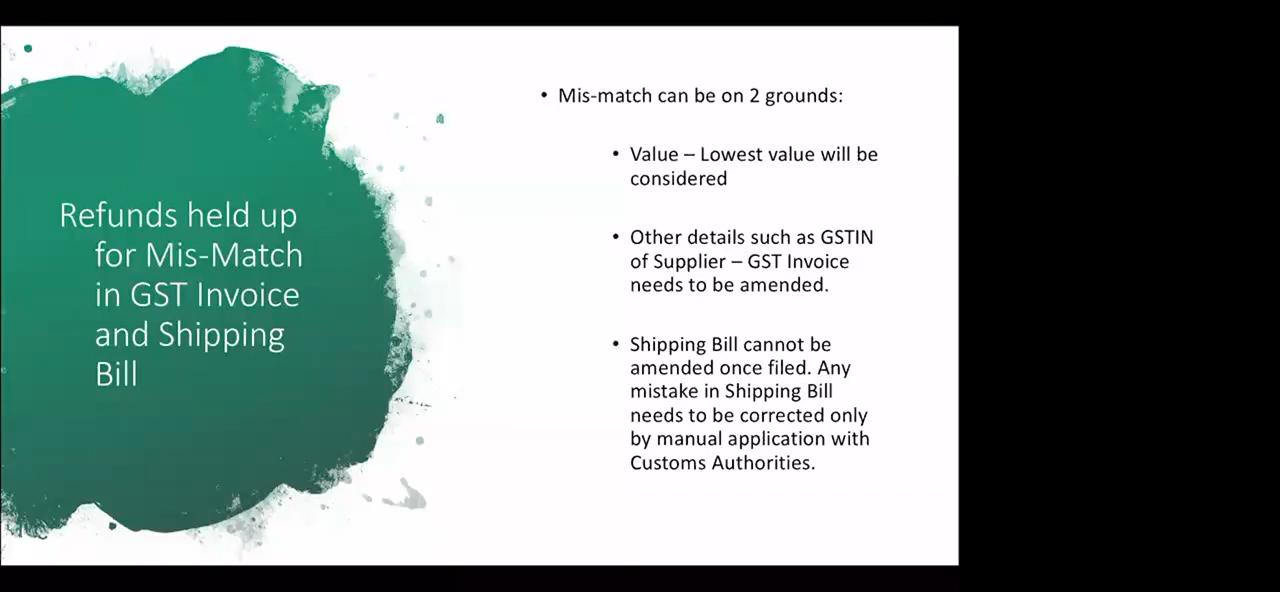 Refunds held up
for Mis-Match
in GST Invoice
and Shipping
Bill
• Mis-match can be on 2 grounds:
• Value – Lowest value will be
considered
• Other details such as GSTIN
of Supplier – GST Invoice
needs to be amended.
• Shipping Bill cannot be
amended once filed. Any
mistake in Shipping Bill
needs to be corrected only
by manual application with
Customs Authorities.